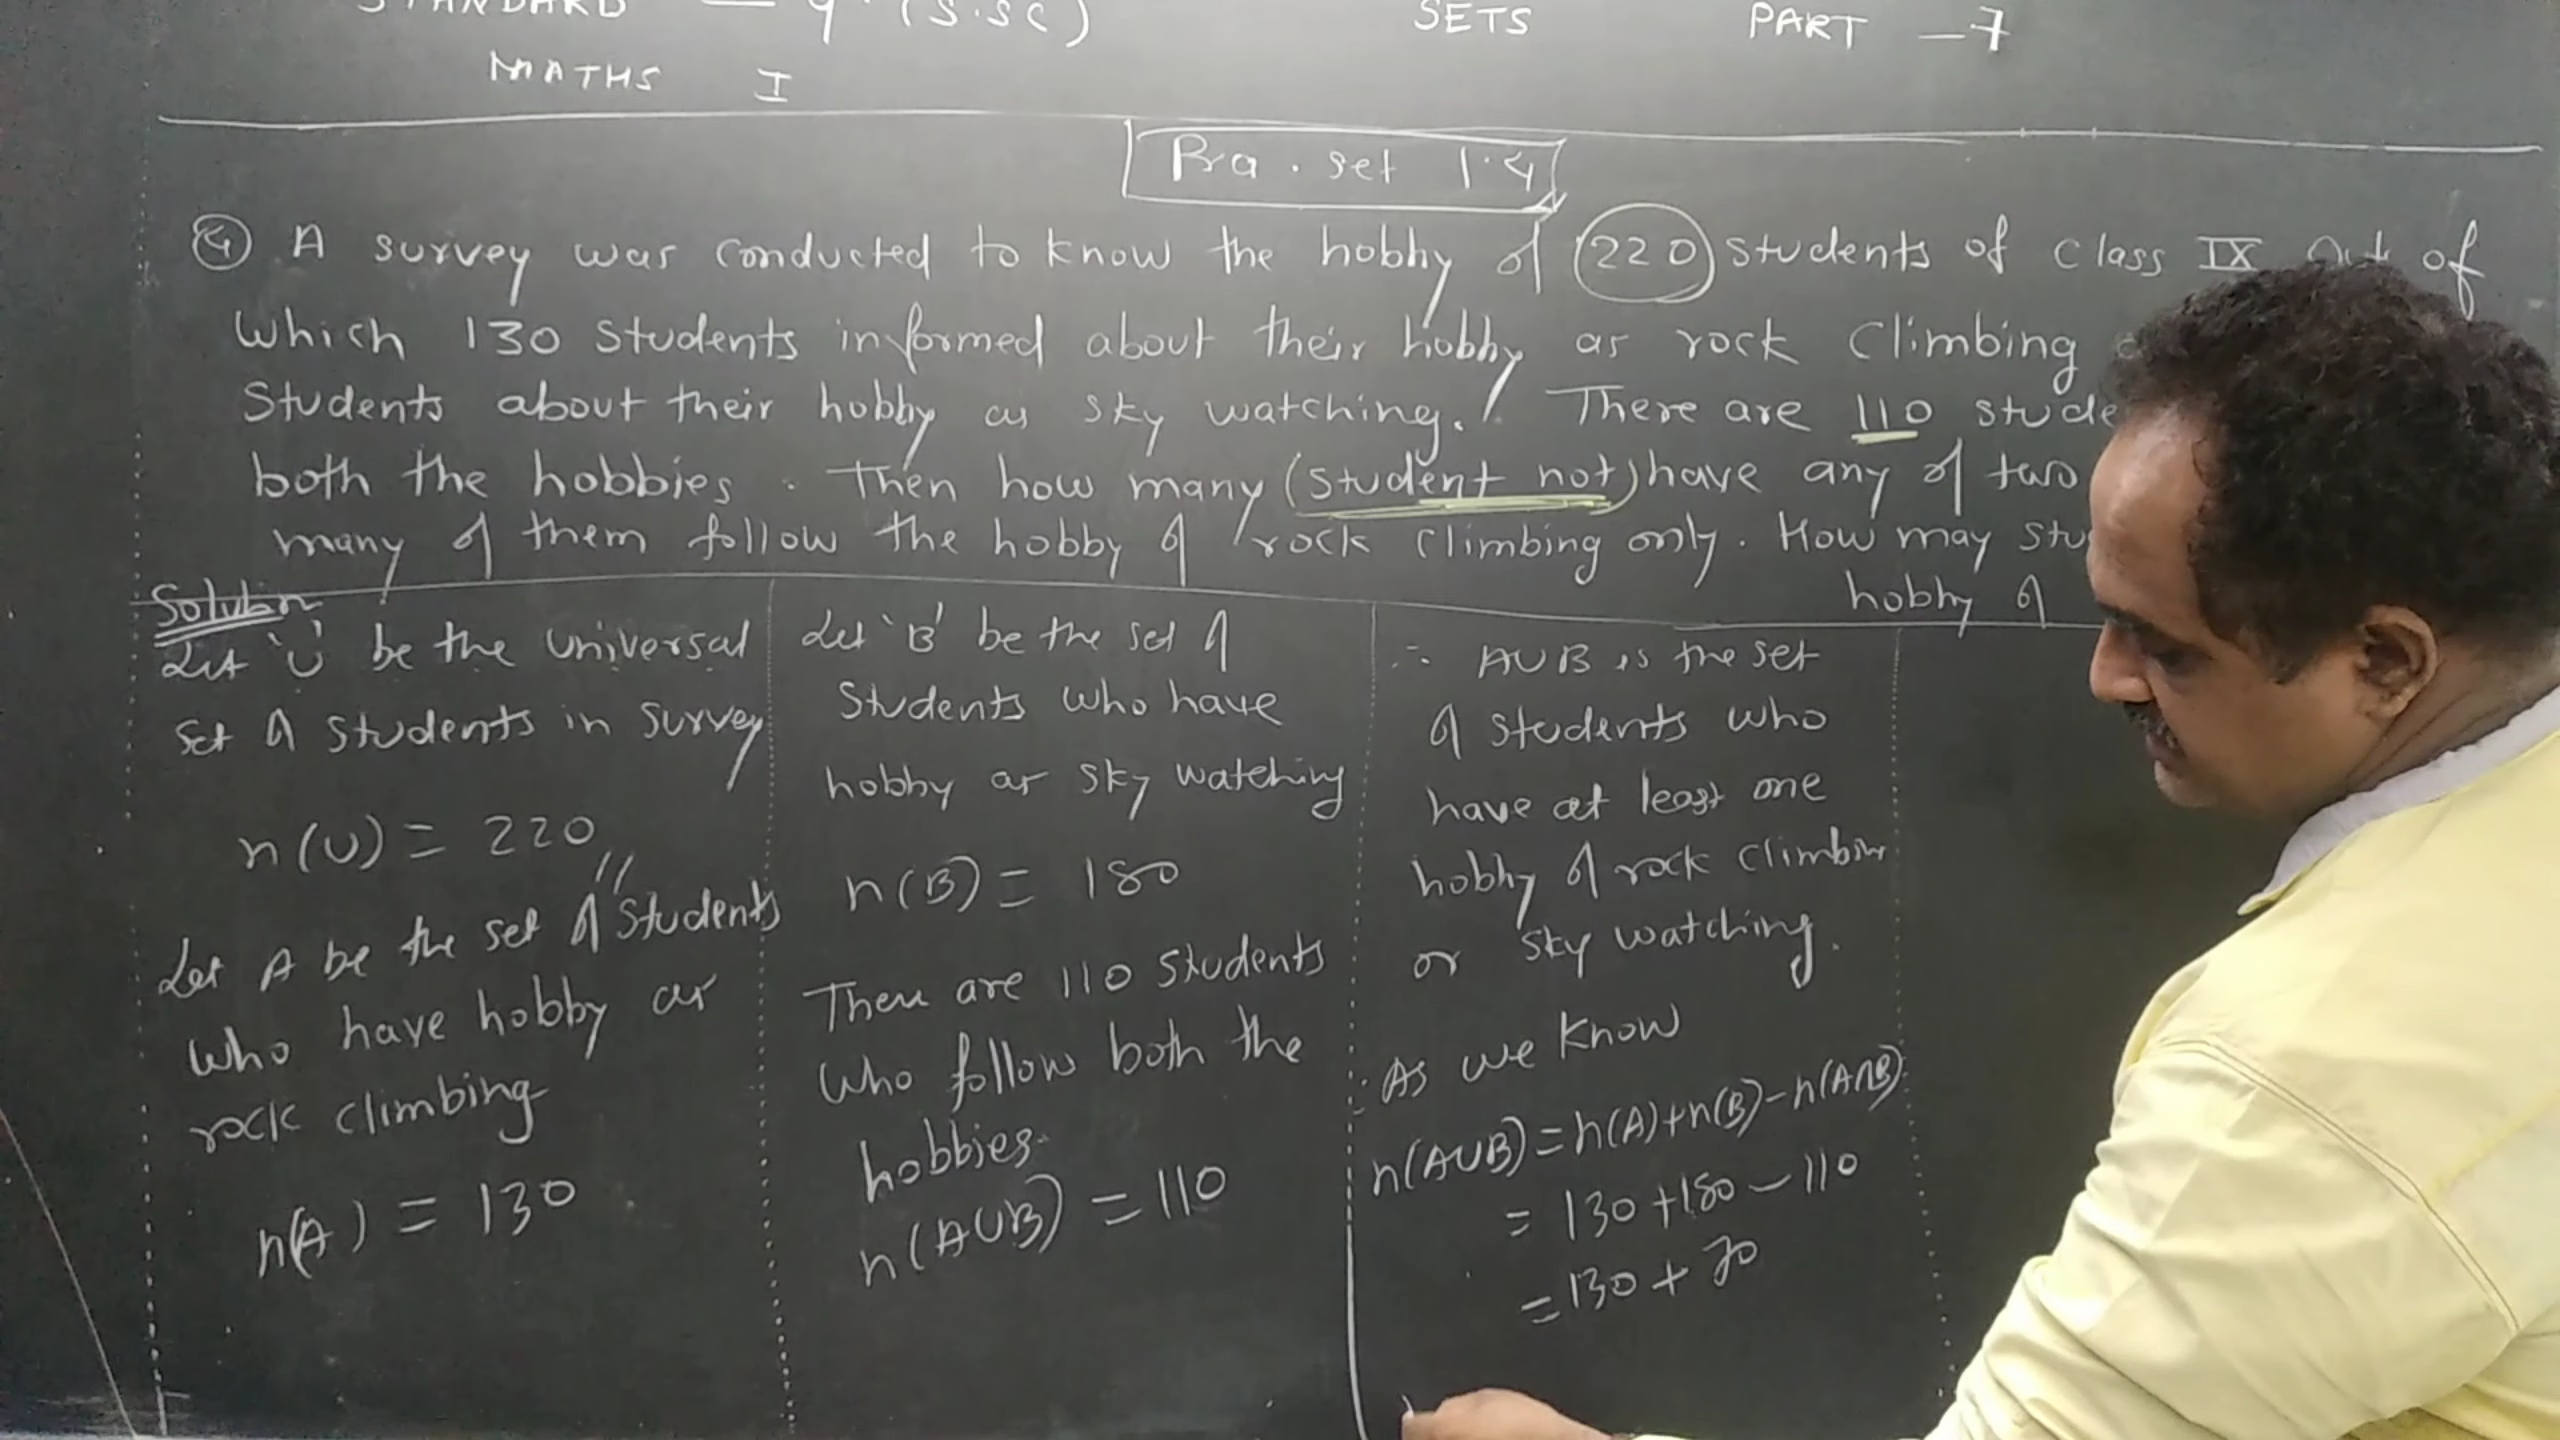 STANDARD — 9 (S.SC) SETS PART - 7
MATHS I
Pra. set 1.4
④ A survey was conducted to know the hobby of 220 students of class IX Out of
which 130 students informed about their hobby as rock climbing
students about their hobby as sky watching. There are 110 stude
both the hobbies. Then how many (student not) have any of two
many of them follow the hobby of rock climbing only. How may stu
hobby of
Solution
Let 'U' be the universal
set of students in survey
n(U) = 220
Let A be the set of students
who have hobby as
rock climbing
n(A) = 130
Let 'B' be the set of
students who have
hobby as sky watching
n(B) = 180
There are 110 students
who follow both the
hobbies.
n(A∪B) = 110
∴ A∪B is the set
of students who
have at least one
hobby of rock climbing
or sky watching.
∴ As we know
n(A∪B) = n(A)+n(B)-n(A∩B)
= 130 + 180 - 110
= 130 + 70